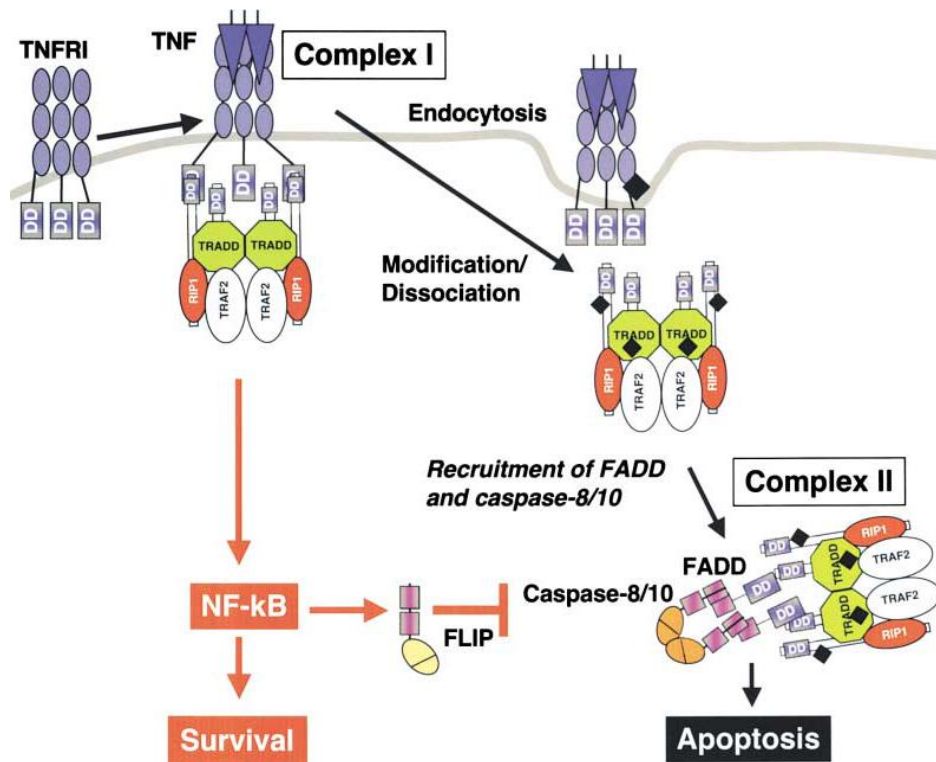 TNFRI
TNF
Complex I
Endocytosis
DD DD DD
DD DD DD DD DD
TRADD TRADD
RIP1 TRAF2 TRAF2 RIP1
DD DD DD
Modification/
Dissociation
DD DD DD DD
TRADD TRADD
RIP1 TRAF2 TRAF2 RIP1
Recruitment of FADD
and caspase-8/10
Complex II
FADD
Caspase-8/10
DD DD
DD DD DD DD
RIP1
TRADD TRAF2
TRADD TRAF2
RIP1
NF-kB
FLIP
Survival
Apoptosis